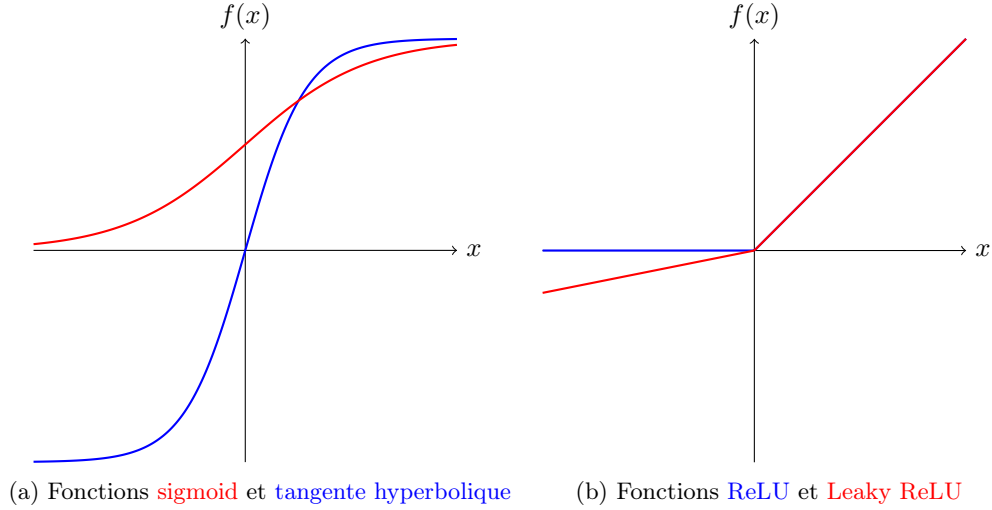 f(x)
x
(a) Fonctions sigmoid et tangente hyperbolique
f(x)
x
(b) Fonctions ReLU et Leaky ReLU